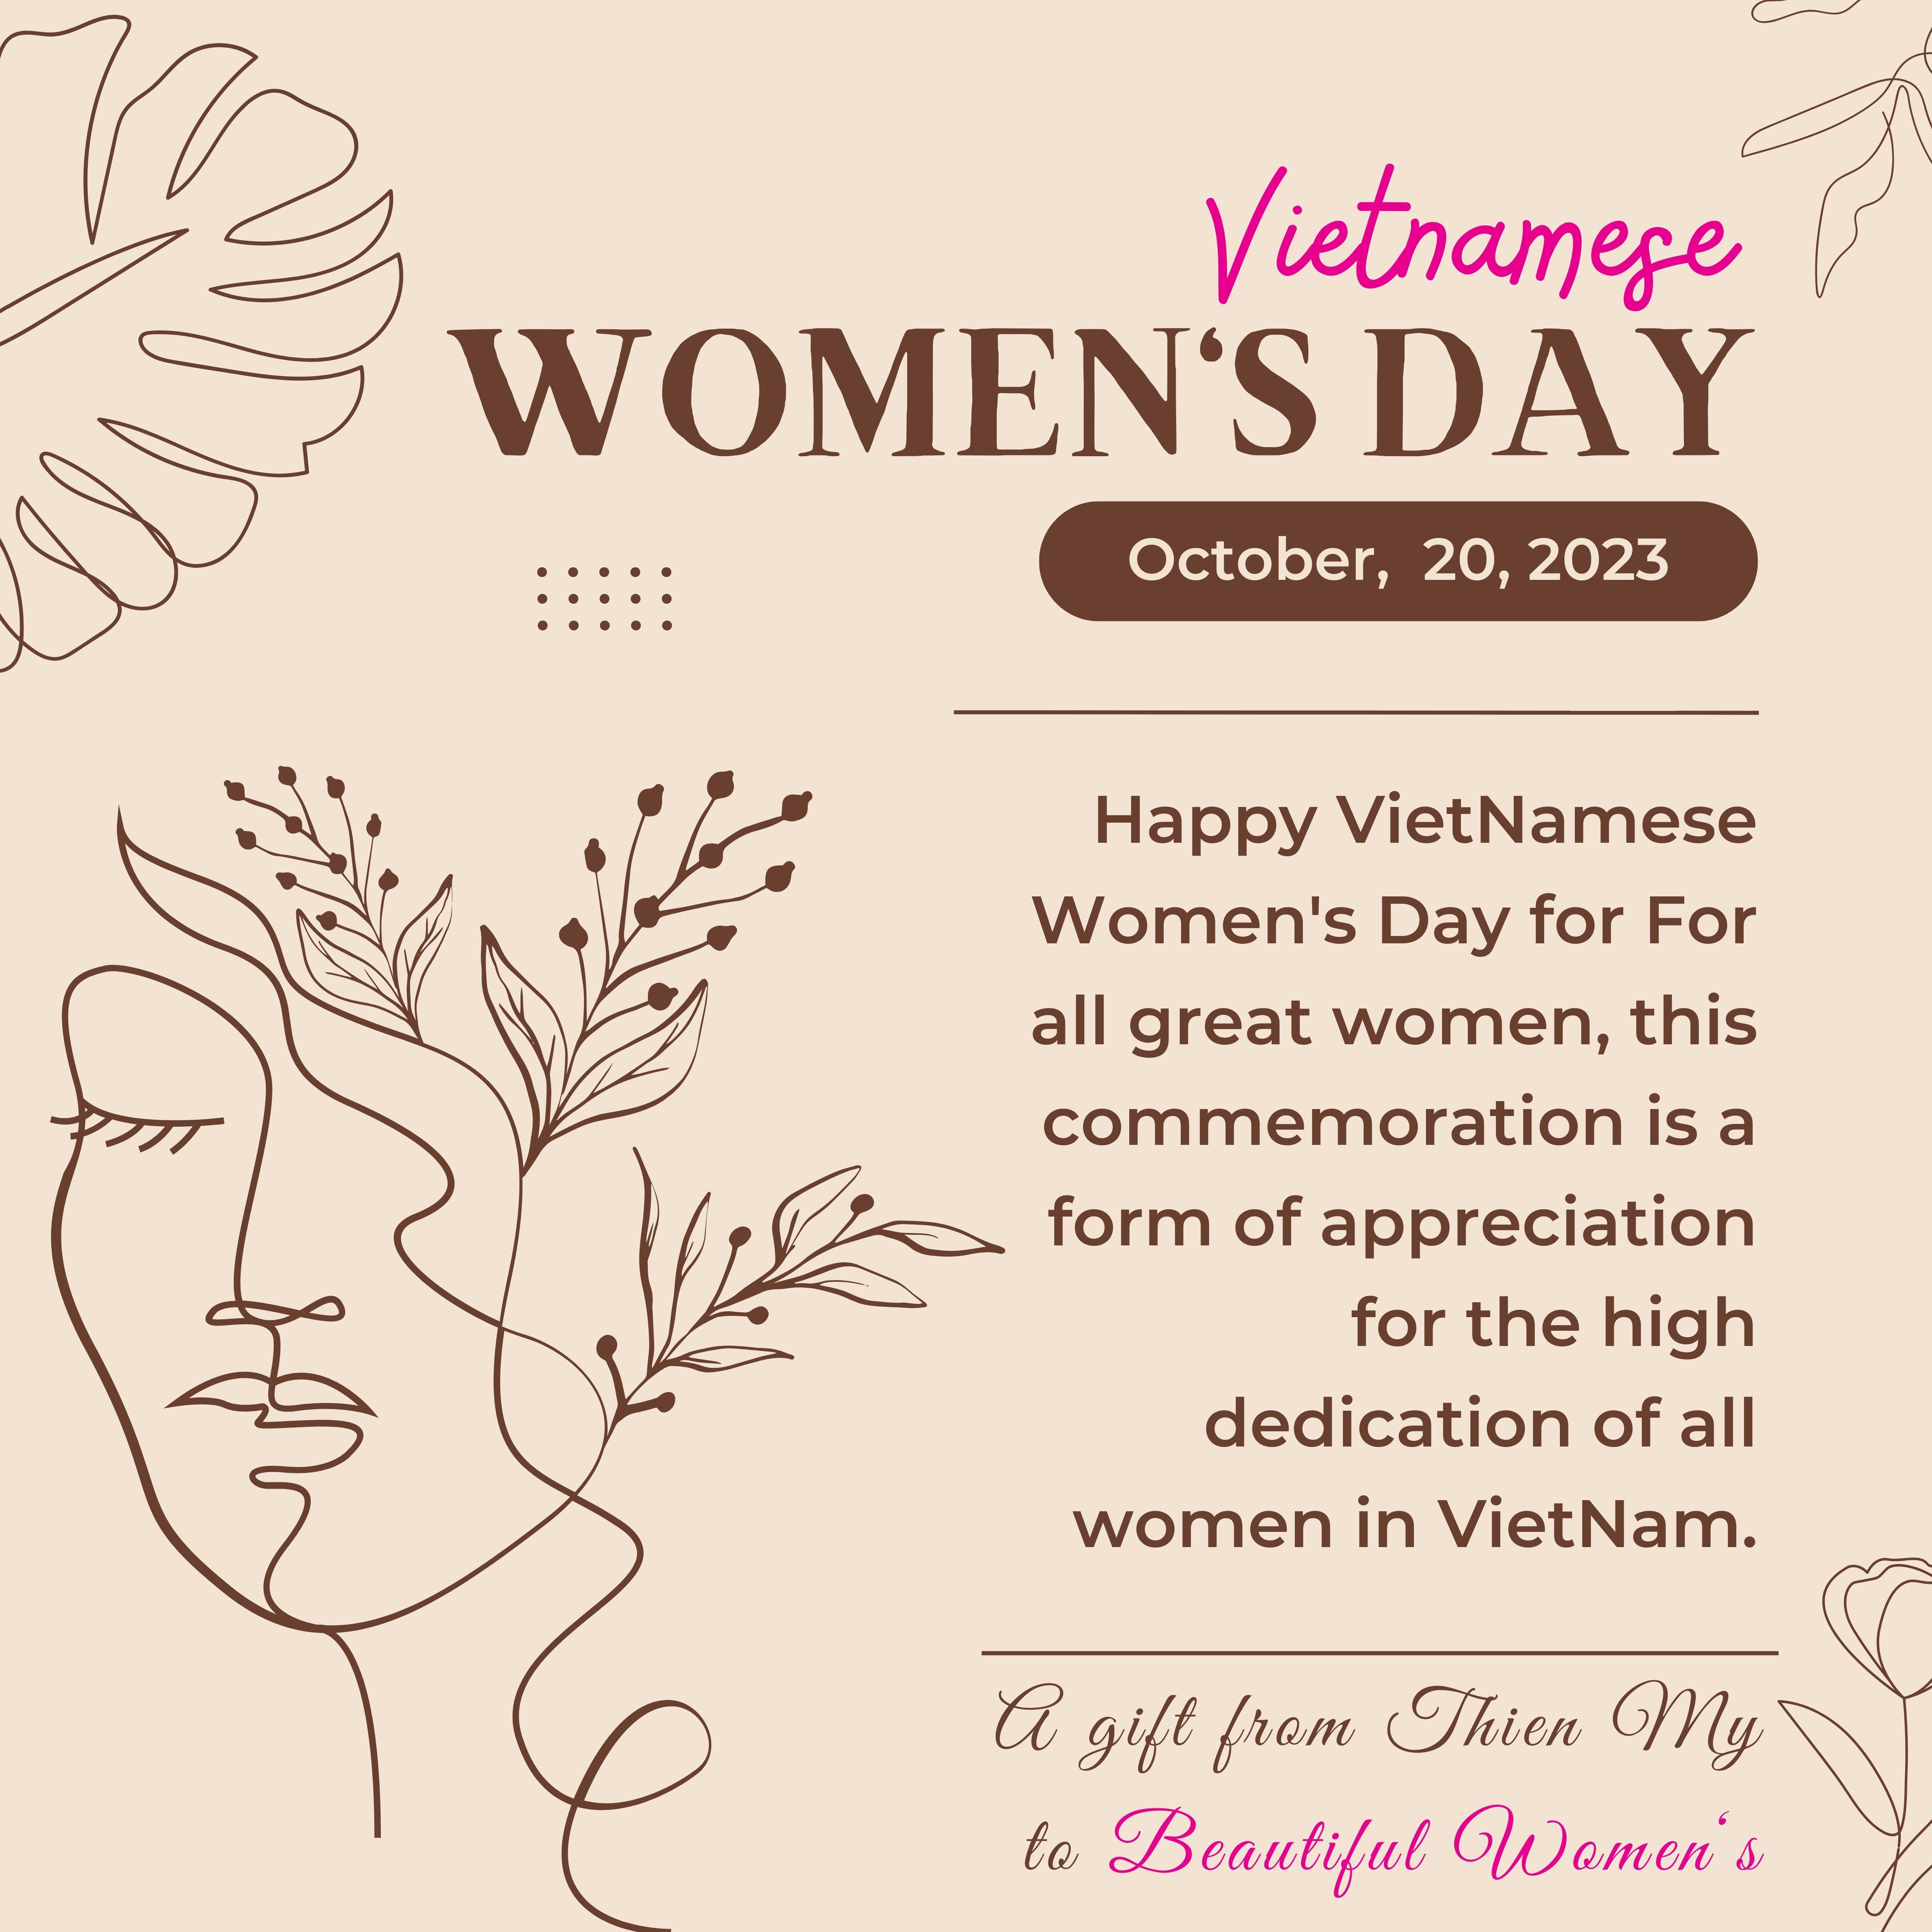 Vietnamese
WOMEN‘S DAY
October,  20, 2023
Happy VietNamese
Women's Day for For
all great women, this
commemoration is a
form of appreciation
for the high
dedication of all
women in VietNam.
A gift from Thien My
to Beautiful Women‘s